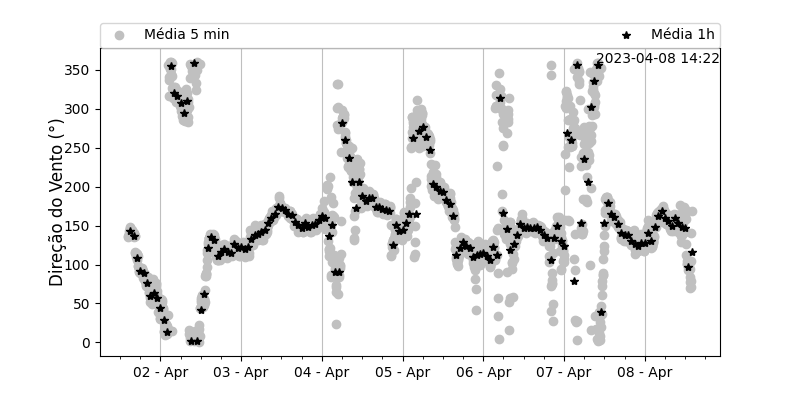 Média 5 min
Média 1h
2023-04-08 14:22
Direção do Vento (°)
350
300
250
200
150
100
50
0
02 - Apr
03 - Apr
04 - Apr
05 - Apr
06 - Apr
07 - Apr
08 - Apr